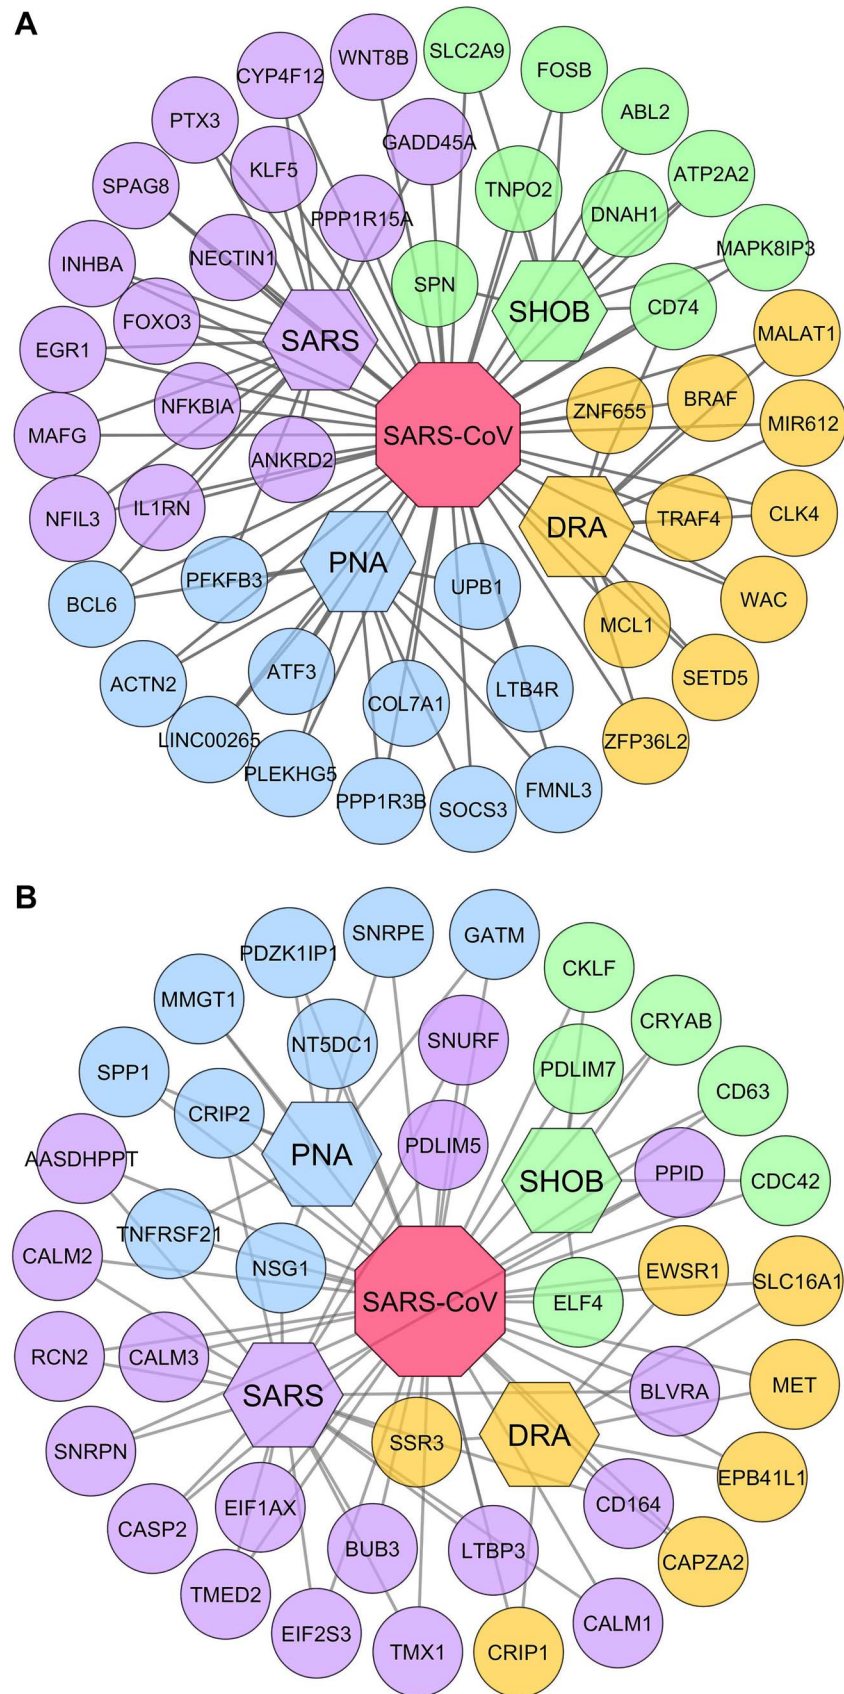 A
WNT8B
SLC2A9
CYP4F12
FOSB
PTX3
ABL2
GADD45A
KLF5
ATP2A2
SPAG8
TNPO2
PPP1R15A
DNAH1
MAPK8IP3
INHBA
NECTIN1
SPN
CD74
SHOB
FOXO3
SARS
MALAT1
EGR1
BRAF
NFKBIA
ZNF655
MIR612
MAFG
SARS-CoV
ANKRD2
IL1RN
NFIL3
DRA
TRAF4
CLK4
PNA
PFKFB3
UPB1
BCL6
WAC
MCL1
ATF3
SETD5
ACTN2
LTB4R
COL7A1
LINC00265
ZFP36L2
PLEKHG5
FMNL3
PPP1R3B
SOCS3
B
SNRPE
GATM
PDZK1IP1
CKLF
MMGT1
CRYAB
SNURF
NT5DC1
PDLIM7
SPP1
CD63
CRIP2
PDLIM5
PNA
AASDHPPT
PPID
SHOB
CDC42
TNFRSF21
CALM2
NSG1
EWSR1
SLC16A1
SARS-CoV
ELF4
RCN2
CALM3
MET
BLVRA
SARS
DRA
SSR3
SNRPN
EPB41L1
CD164
EIF1AX
CASP2
BUB3
LTBP3
CAPZA2
TMED2
CALM1
EIF2S3
TMX1
CRIP1